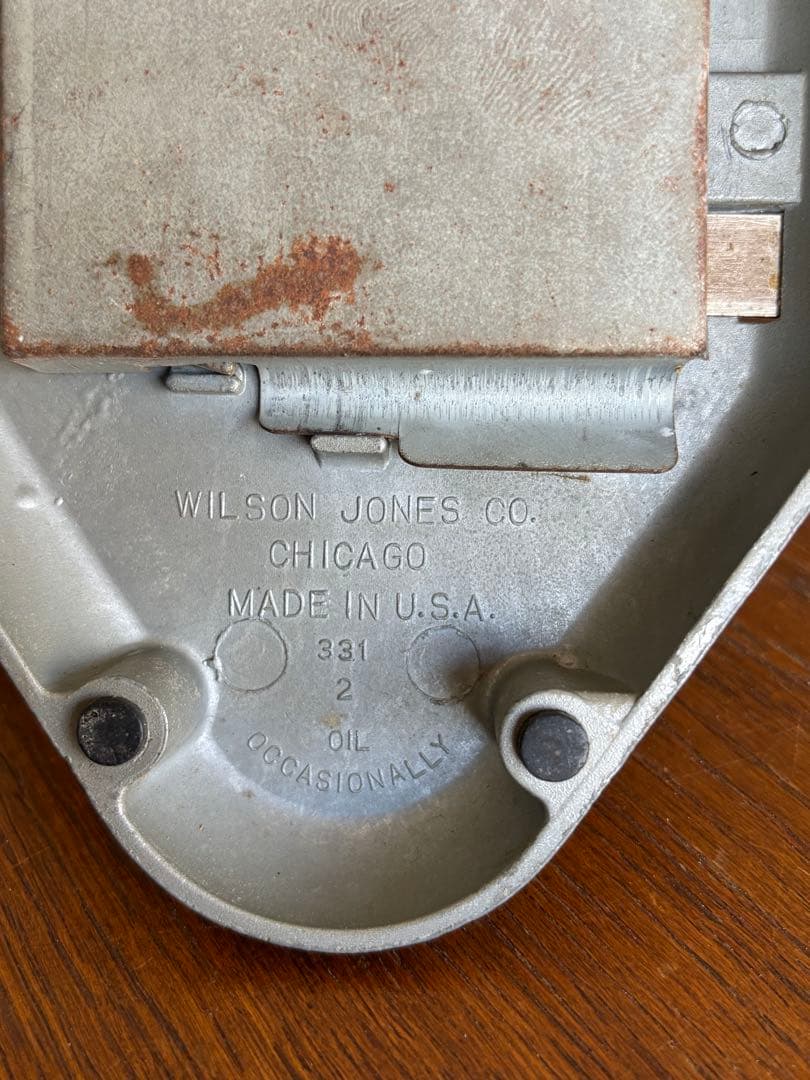 WILSON JONES CO.
CHICAGO
MADE IN U.S.A.
331
2
OIL
OCCASIONALLY